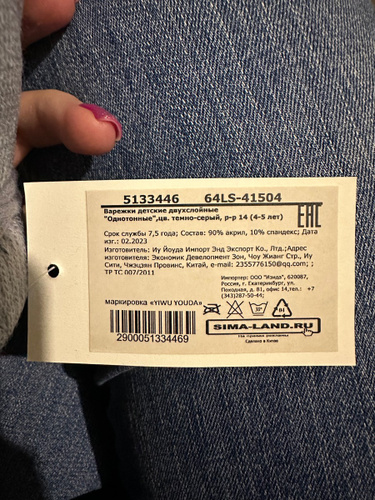 5133446 64LS-41504
Варежки детские двухслойные
"Однотонные",цв. темно-серый, р-р 14 (4-5 лет)
EAC
Срок службы 7,5 года; Состав: 90% акрил, 10% спандекс; Дата
изг.: 02.2023
Изготовитель: Иу Йоуда Импорт Энд Экспорт Ко., Лтд.;Адрес
изготовителя: Экономик Девелопмент Зон, Чоу Жианг Стр., Иу
Сити, Чжэцзян Провинс, Китай, e-mail: 2355776150@qq.com; ;
ТР ТС 007/2011
Импортер: ООО "Изида", 620087,
Россия, г. Екатеринбург, ул.
Походная, д. 81, офис 14,тел.: +7
(343)287-50-44;
маркировка «YIWU YOUDA»
30°
SIMA-LAND.RU
На правах рекламы
Сделано в Китае
2900051334469